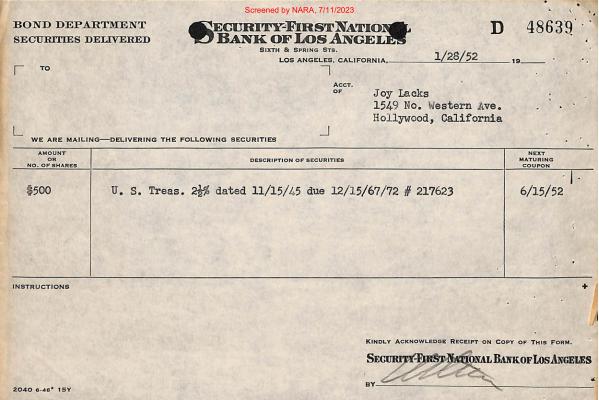 Screened by NARA, 7/11/2023
BOND DEPARTMENT
SECURITIES DELIVERED
SECURITY-FIRST NATIONAL
BANK OF LOS ANGELES
SIXTH & SPRING STS.
D 48639
LOS ANGELES, CALIFORNIA, 1/28/52 19
TO
ACCT.
OF
Joy Lacks
1549 No. Western Ave.
Hollywood, California
WE ARE MAILING—DELIVERING THE FOLLOWING SECURITIES
AMOUNT
OR
NO. OF SHARES
DESCRIPTION OF SECURITIES
NEXT
MATURING
COUPON
$500 U. S. Treas. 2½% dated 11/15/45 due 12/15/67/72 # 217623 6/15/52
INSTRUCTIONS
KINDLY ACKNOWLEDGE RECEIPT ON COPY OF THIS FORM.
SECURITY-FIRST NATIONAL BANK OF LOS ANGELES
BY
2040 6-46* 15Y